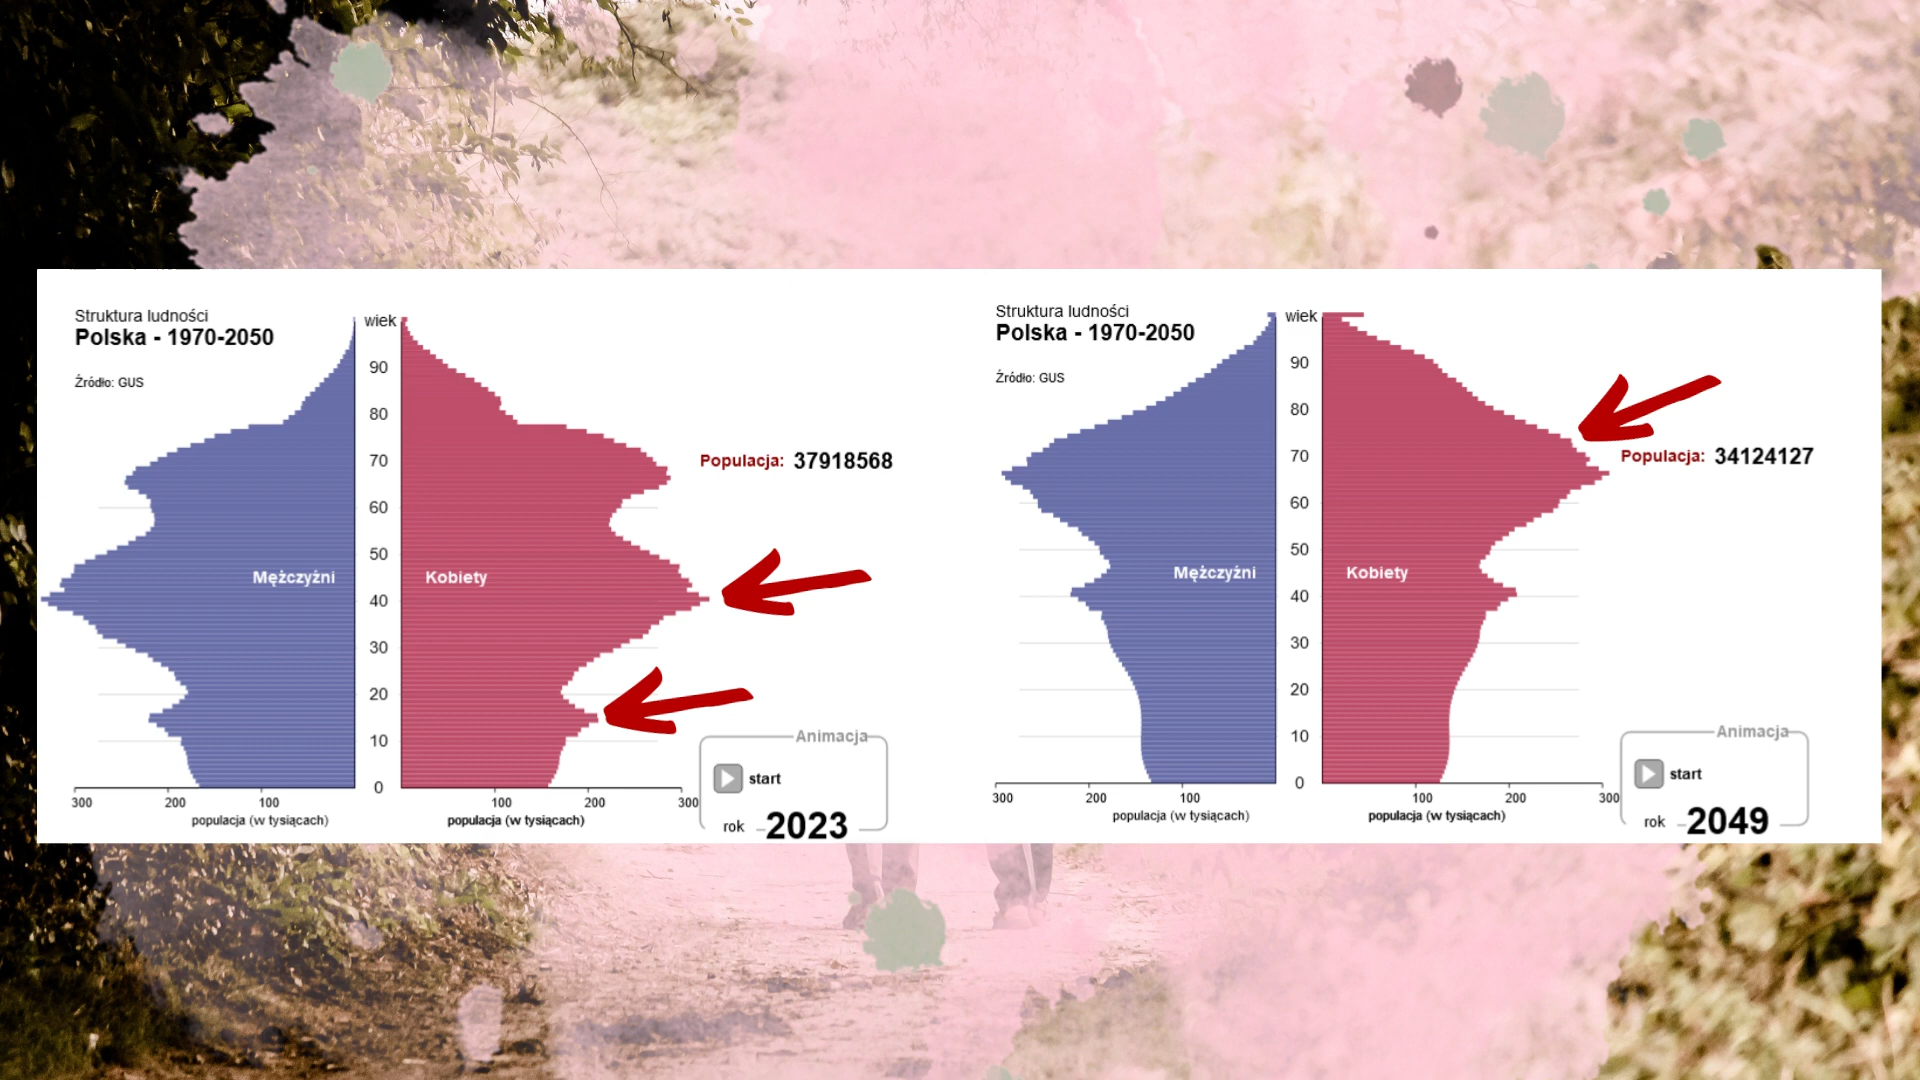 Struktura ludności
Polska - 1970-2050
Źródło: GUS
wiek
90
80
70
60
50
40
30
20
10
0
Mężczyźni
Kobiety
Populacja: 37918568
300 200 100
100 200 300
populacja (w tysiącach)
populacja (w tysiącach)
Animacja
start
rok 2023
Struktura ludności
Polska - 1970-2050
Źródło: GUS
wiek
90
80
70
60
50
40
30
20
10
0
Mężczyźni
Kobiety
Populacja: 34124127
300 200 100
100 200 300
populacja (w tysiącach)
populacja (w tysiącach)
Animacja
start
rok 2049